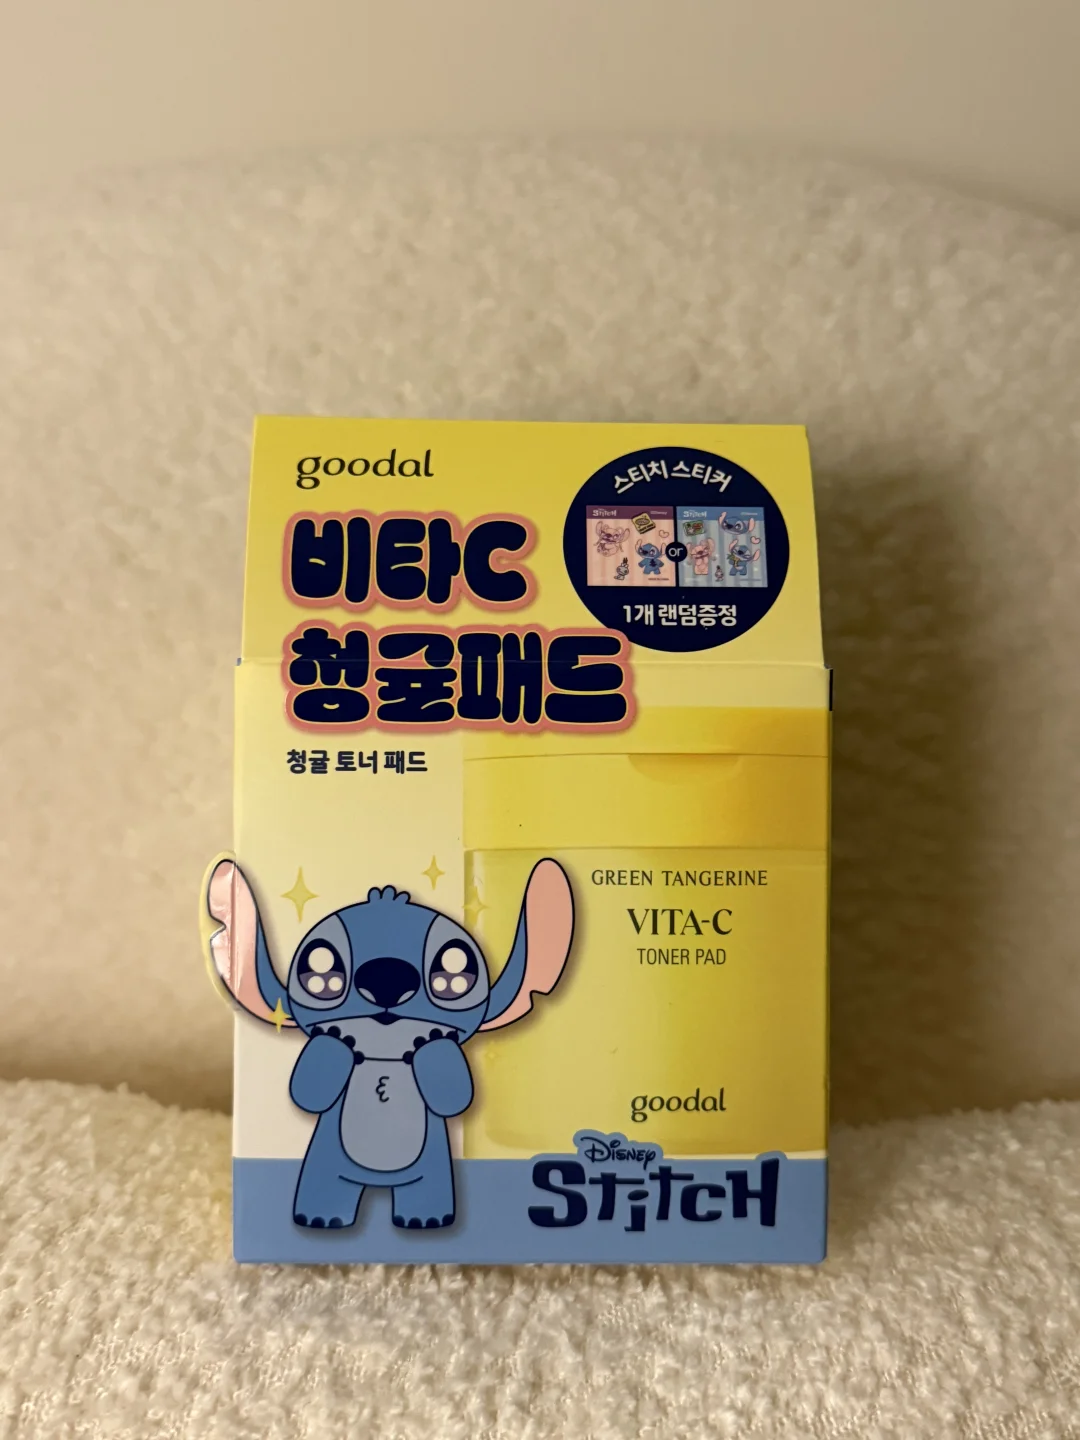 goodal
비타C
청귤패드
청귤 토너 패드
스티치 스티커
or
1개 랜덤증정
GREEN TANGERINE
VITA-C
TONER PAD
goodal
Disney
Stitch